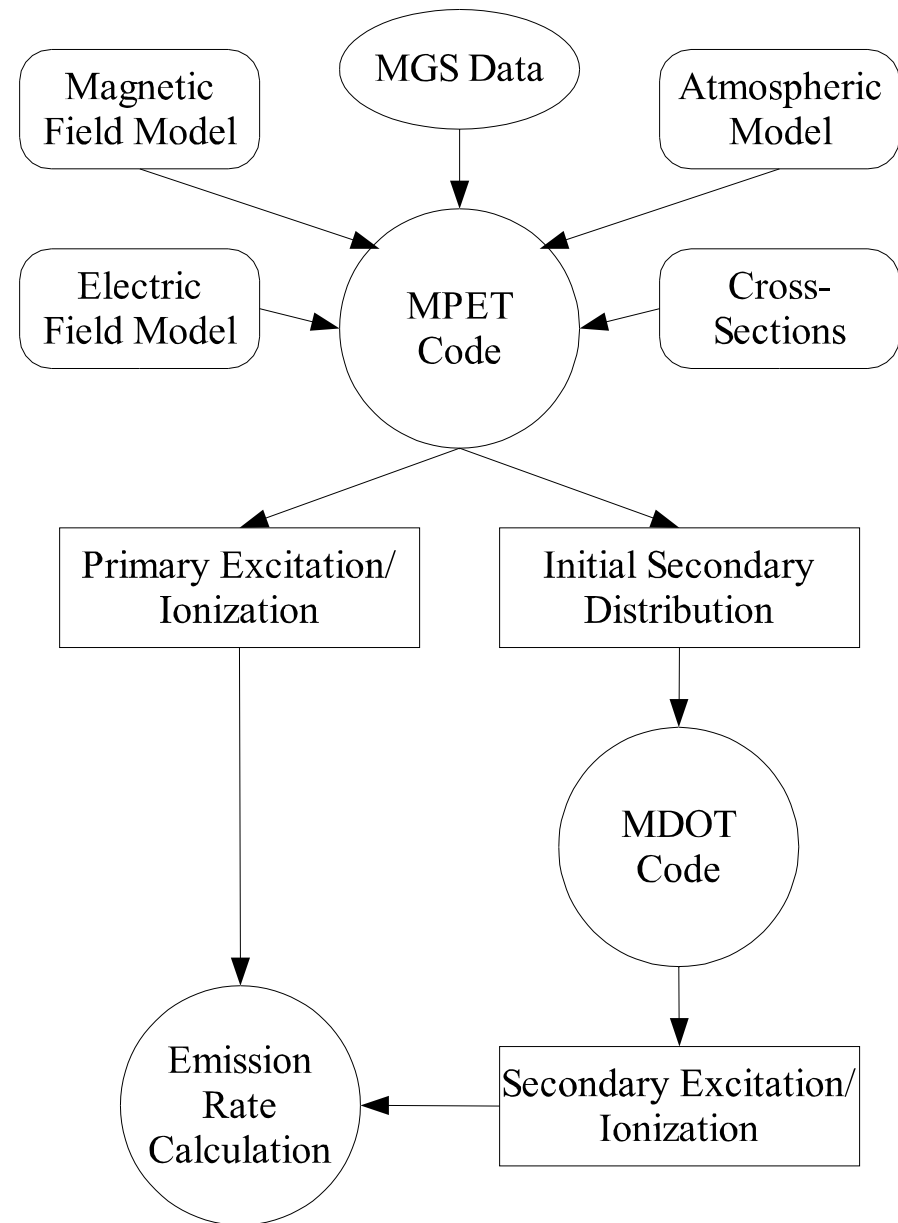 MGS Data
Magnetic
Field Model
Atmospheric
Model
Electric
Field Model
MPET
Code
Cross-
Sections
Primary Excitation/
Ionization
Initial Secondary
Distribution
MDOT
Code
Emission
Rate
Calculation
Secondary Excitation/
Ionization